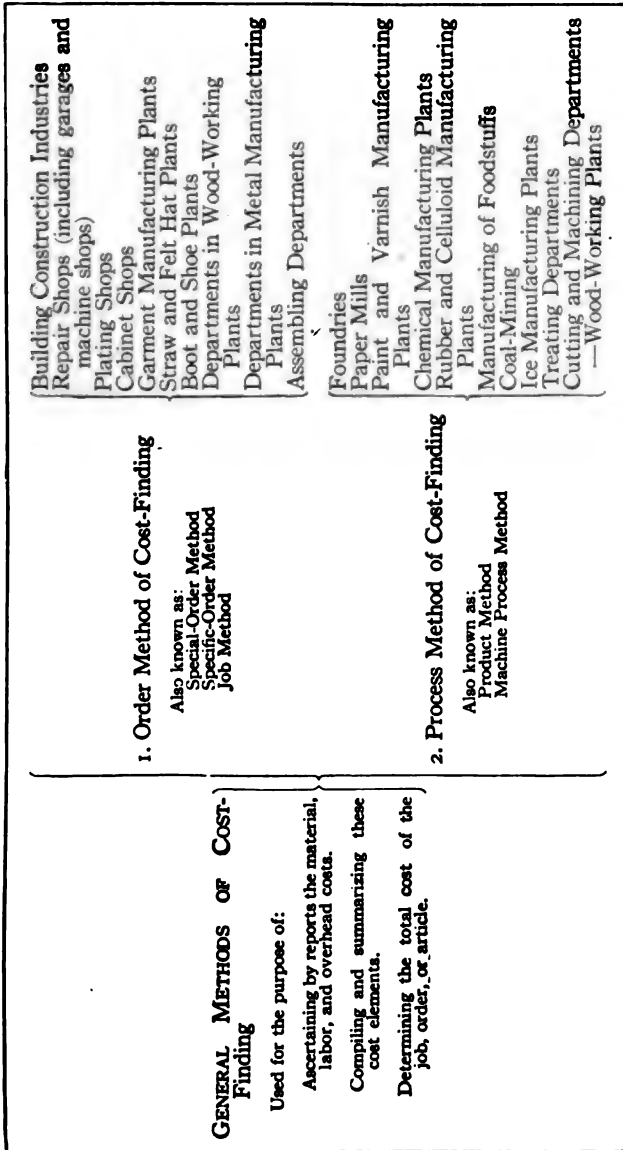 GENERAL METHODS OF COST-
Finding
Used for the purpose of:
Ascertaining by reports the material,
labor, and overhead costs.
Compiling and summarizing these
cost elements.
Determining the total cost of the
job, order, or article.
1. Order Method of Cost-Finding
Also known as:
Special-Order Method
Specific-Order Method
Job Method
Building Construction Industries
Repair Shops (including garages and
machine shops)
Plating Shops
Cabinet Shops
Garment Manufacturing Plants
Straw and Felt Hat Plants
Boot and Shoe Plants
Departments in Wood-Working
Plants
Departments in Metal Manufacturing
Plants
Assembling Departments
2. Process Method of Cost-Finding
Also known as:
Product Method
Machine Process Method
Foundries
Paper Mills
Paint and Varnish Manufacturing
Plants
Chemical Manufacturing Plants
Rubber and Celluloid Manufacturing
Plants
Manufacturing of Foodstuffs
Coal-Mining
Ice Manufacturing Plants
Treating Departments
Cutting and Machining Departments
—Wood-Working Plants